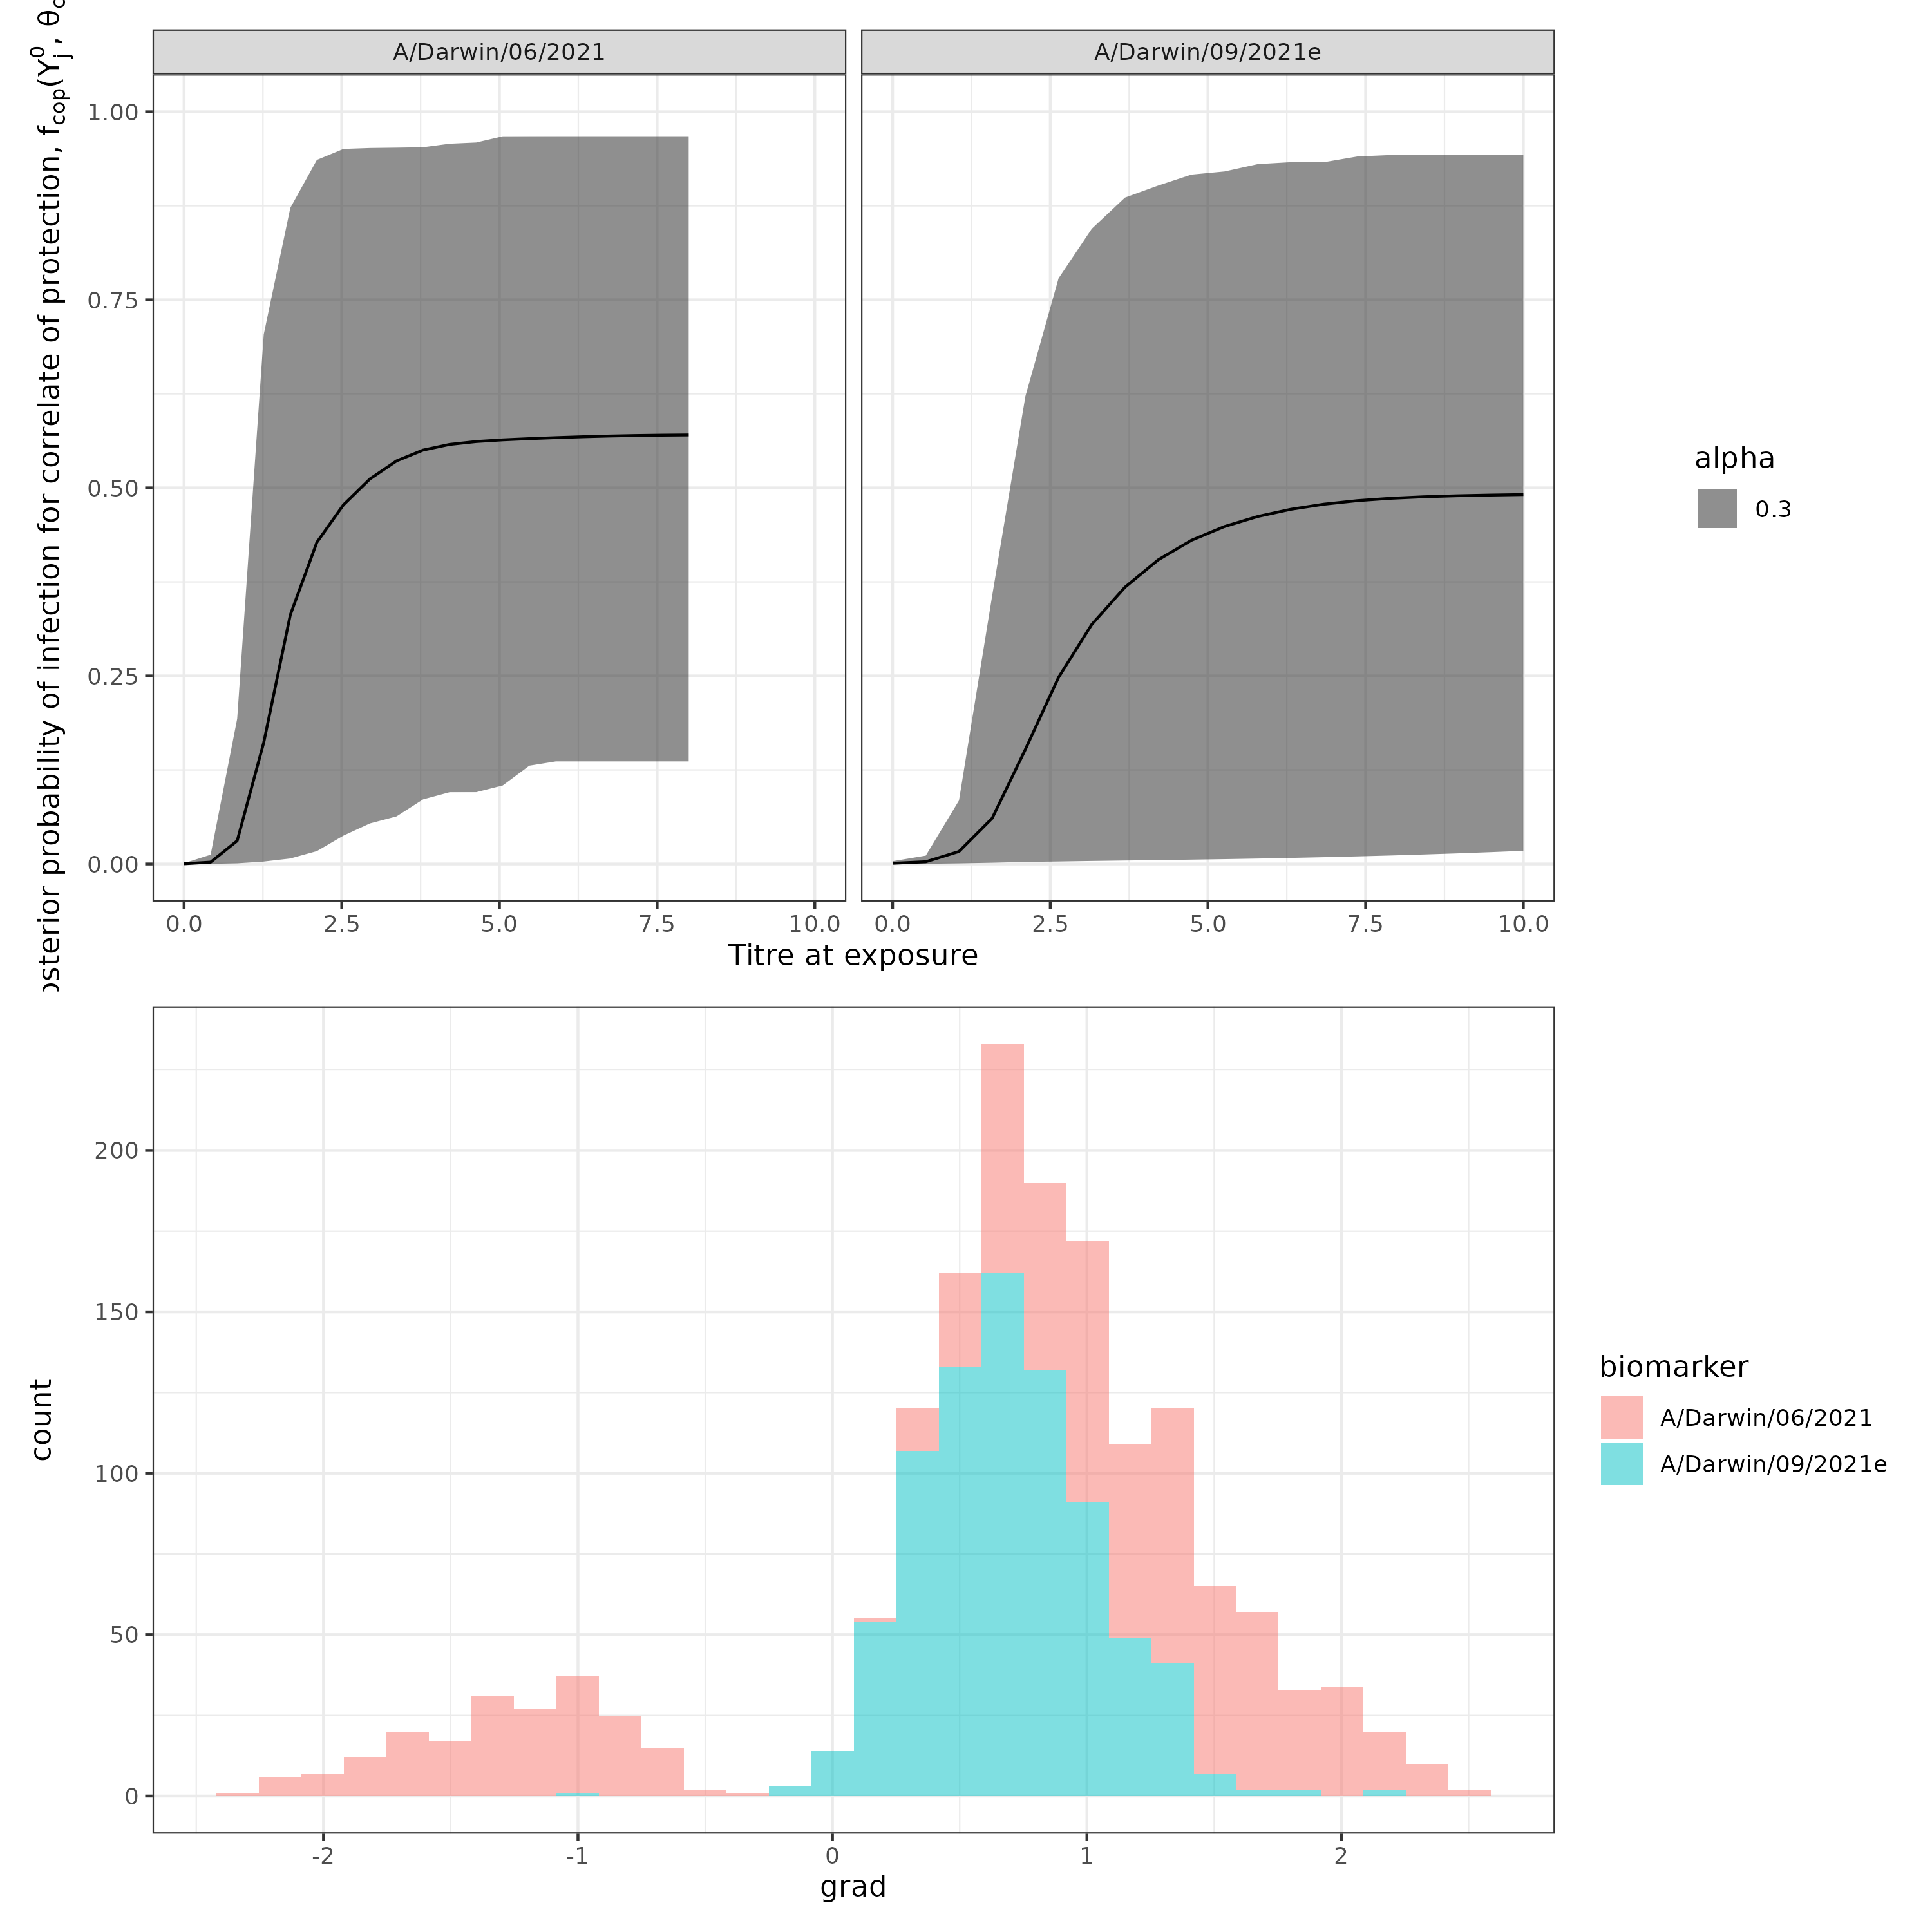 A/Darwin/06/2021
A/Darwin/09/2021e
probability of infection for correlate of protection, f_cop(Y_j^0, θ
1.00
0.75
0.50
0.25
0.00
0.0 2.5 5.0 7.5 10.0
0.0 2.5 5.0 7.5 10.0
Titre at exposure
alpha
0.3
count
200
150
100
50
0
-2 -1 0 1 2
grad
biomarker
A/Darwin/06/2021
A/Darwin/09/2021e